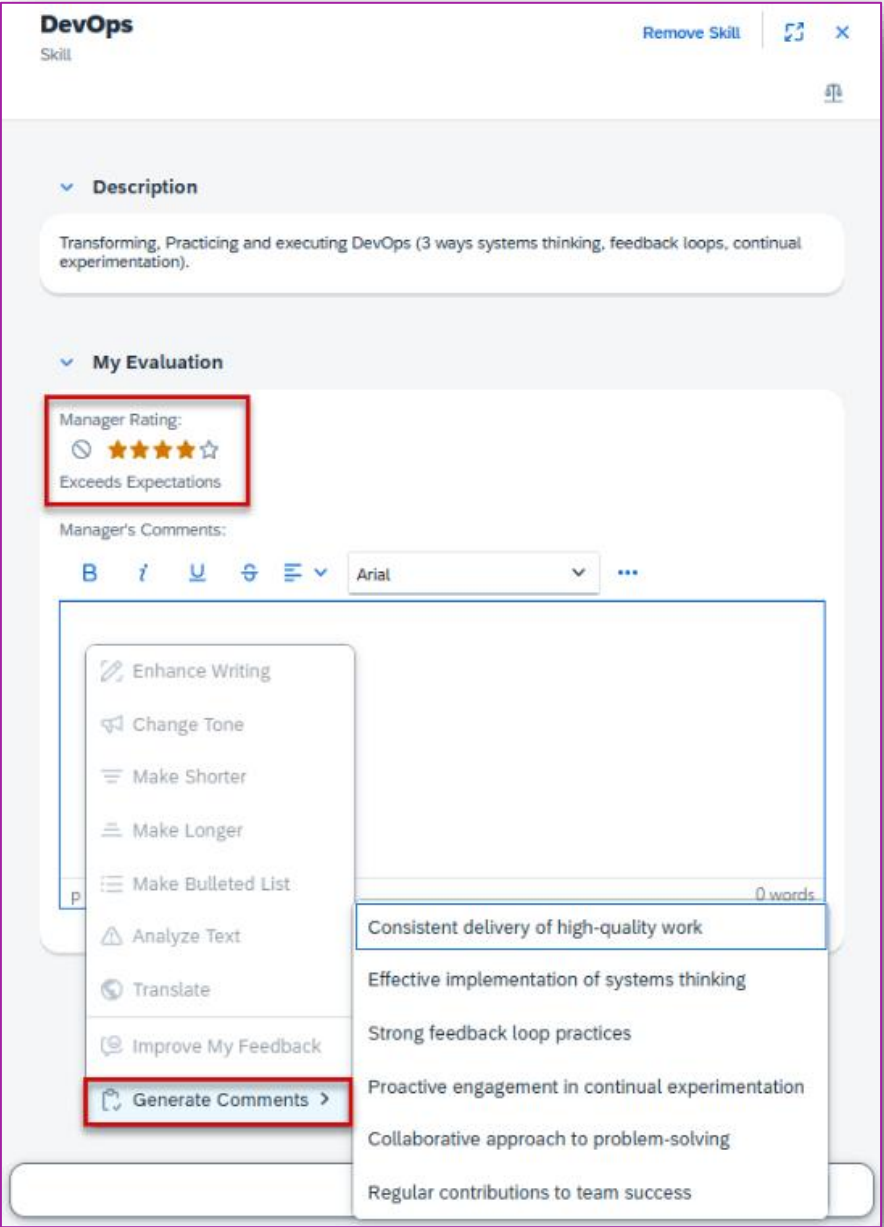 DevOps
Remove Skill
Skill
Description
Transforming, Practicing and executing DevOps (3 ways systems thinking, feedback loops, continual
experimentation).
My Evaluation
Manager Rating:
Exceeds Expectations
Manager's Comments:
B i U S Arial
Enhance Writing
Change Tone
Make Shorter
Make Longer
Make Bulleted List
p
0 words
Analyze Text
Translate
Improve My Feedback
Generate Comments
Consistent delivery of high-quality work
Effective implementation of systems thinking
Strong feedback loop practices
Proactive engagement in continual experimentation
Collaborative approach to problem-solving
Regular contributions to team success